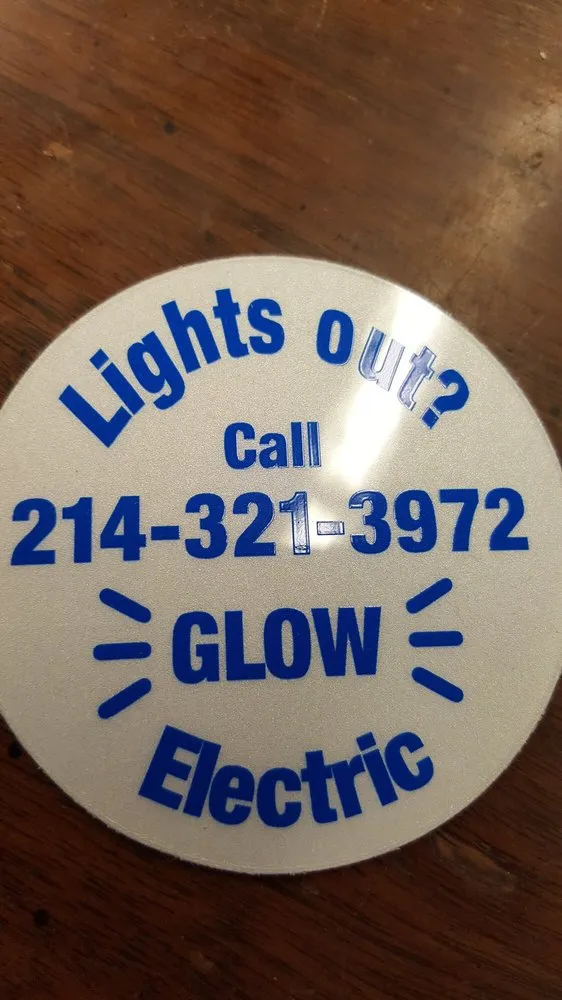 Lights out?
Call
214-321-3972
GLOW
Electric